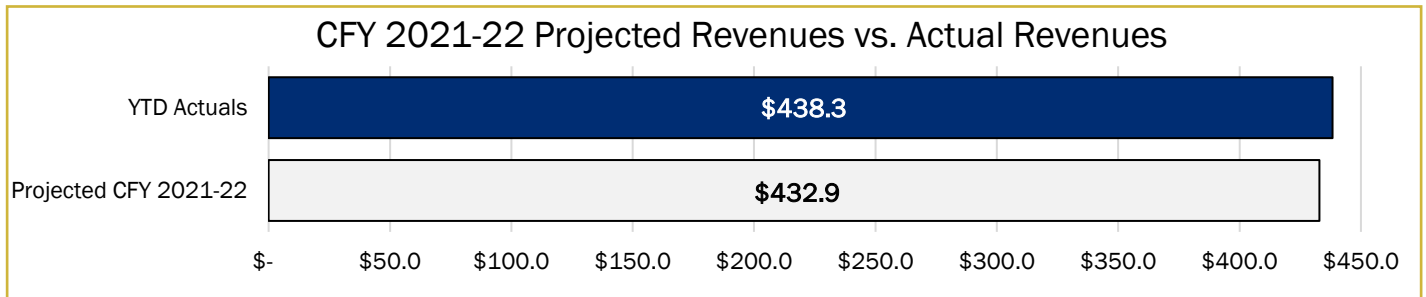 CFY 2021-22 Projected Revenues vs. Actual Revenues
YTD Actuals
$438.3
Projected CFY 2021-22
$432.9
$- $50.0 $100.0 $150.0 $200.0 $250.0 $300.0 $350.0 $400.0 $450.0